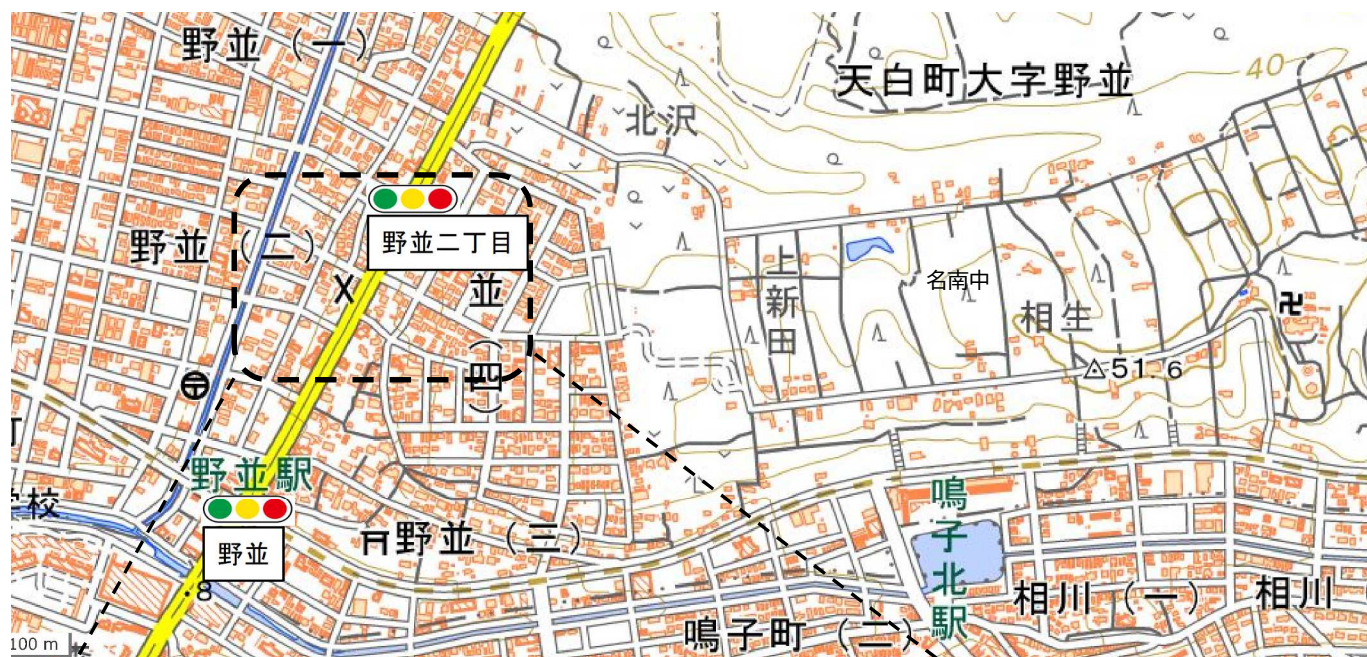 野並（一）
天白町大字野並
40
北沢
野並（二）
野並二丁目
並（四）
上新田
名南中
相生
51.6
野並駅
野並
学校
野並（三）
.8
鳴子北駅
相川（一）
相川
鳴子町（二）
100 m